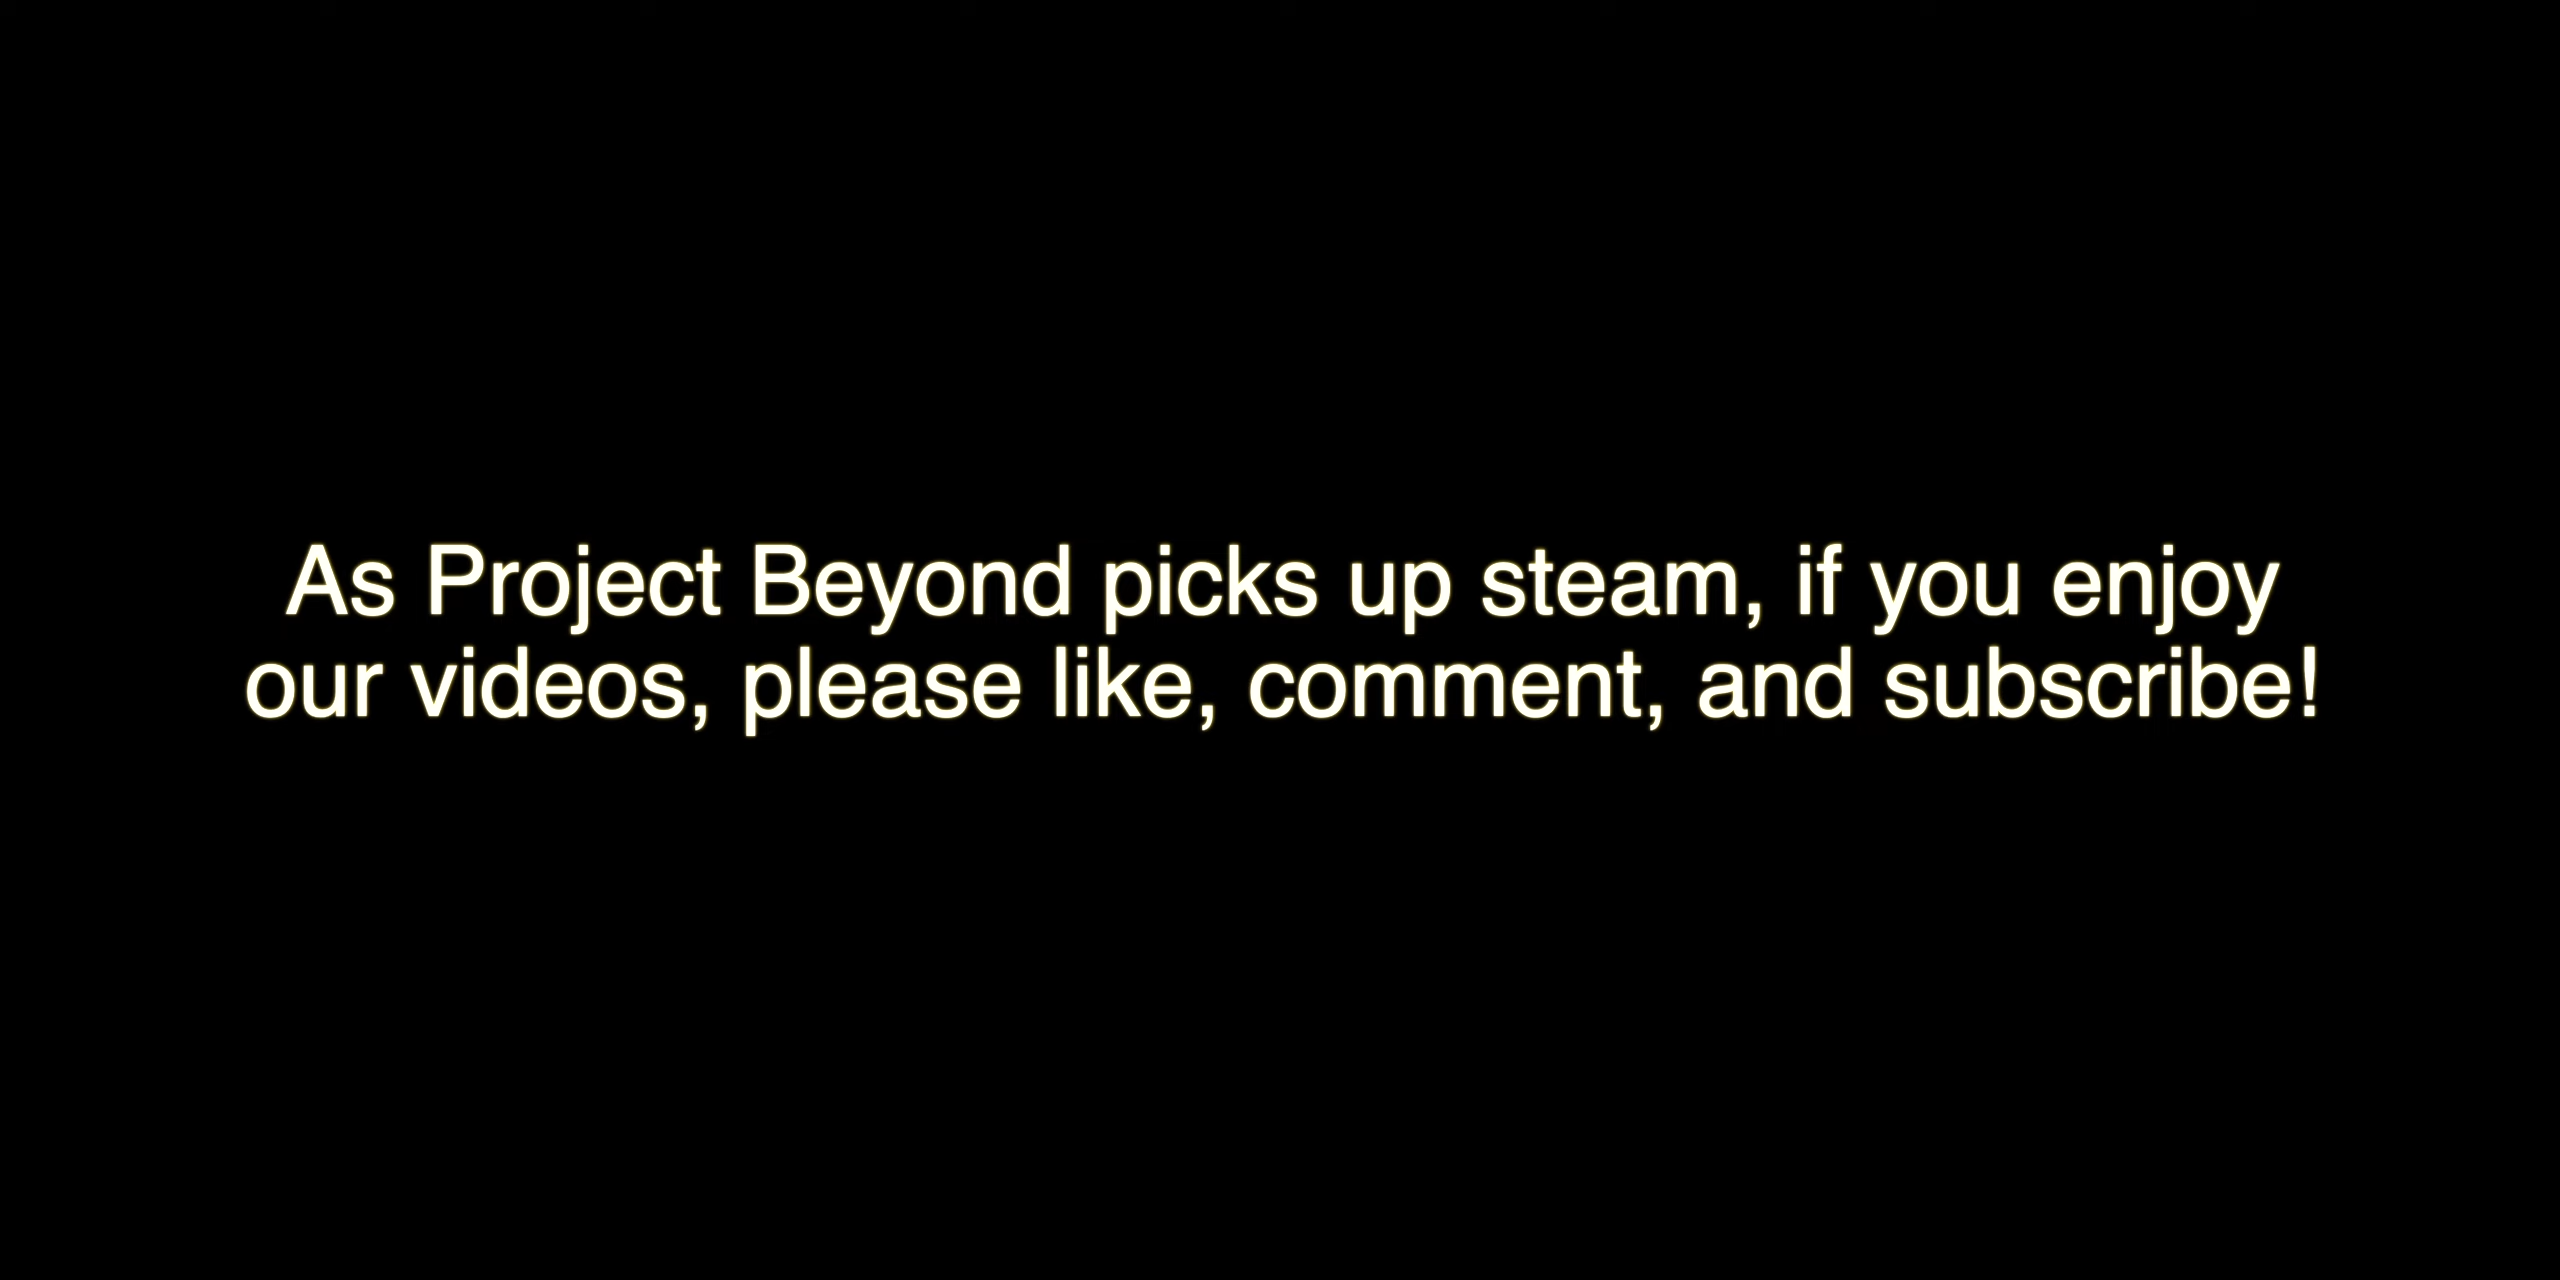 As Project Beyond picks up steam, if you enjoy
our videos, please like, comment, and subscribe!